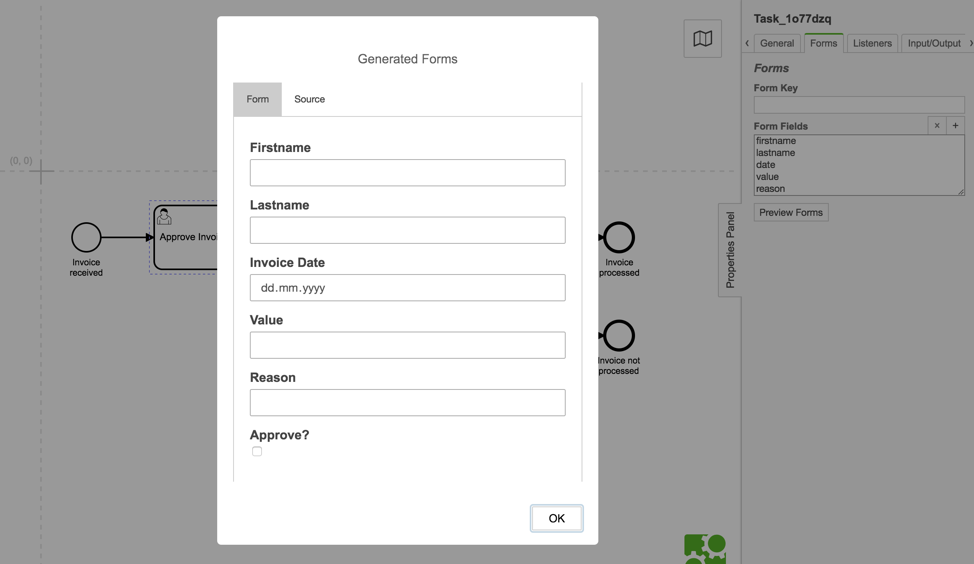 Generated Forms
Form Source
Firstname
Lastname
Invoice Date
dd.mm.yyyy
Value
Reason
Approve?
OK
(0, 0)
Invoice
received
Approve Invoi
Invoice
processed
Invoice not
processed
Properties Panel
Task_1o77dzq
‹ General Forms Listeners Input/Output ›
Forms
Form Key
Form Fields x +
firstname
lastname
date
value
reason
Preview Forms